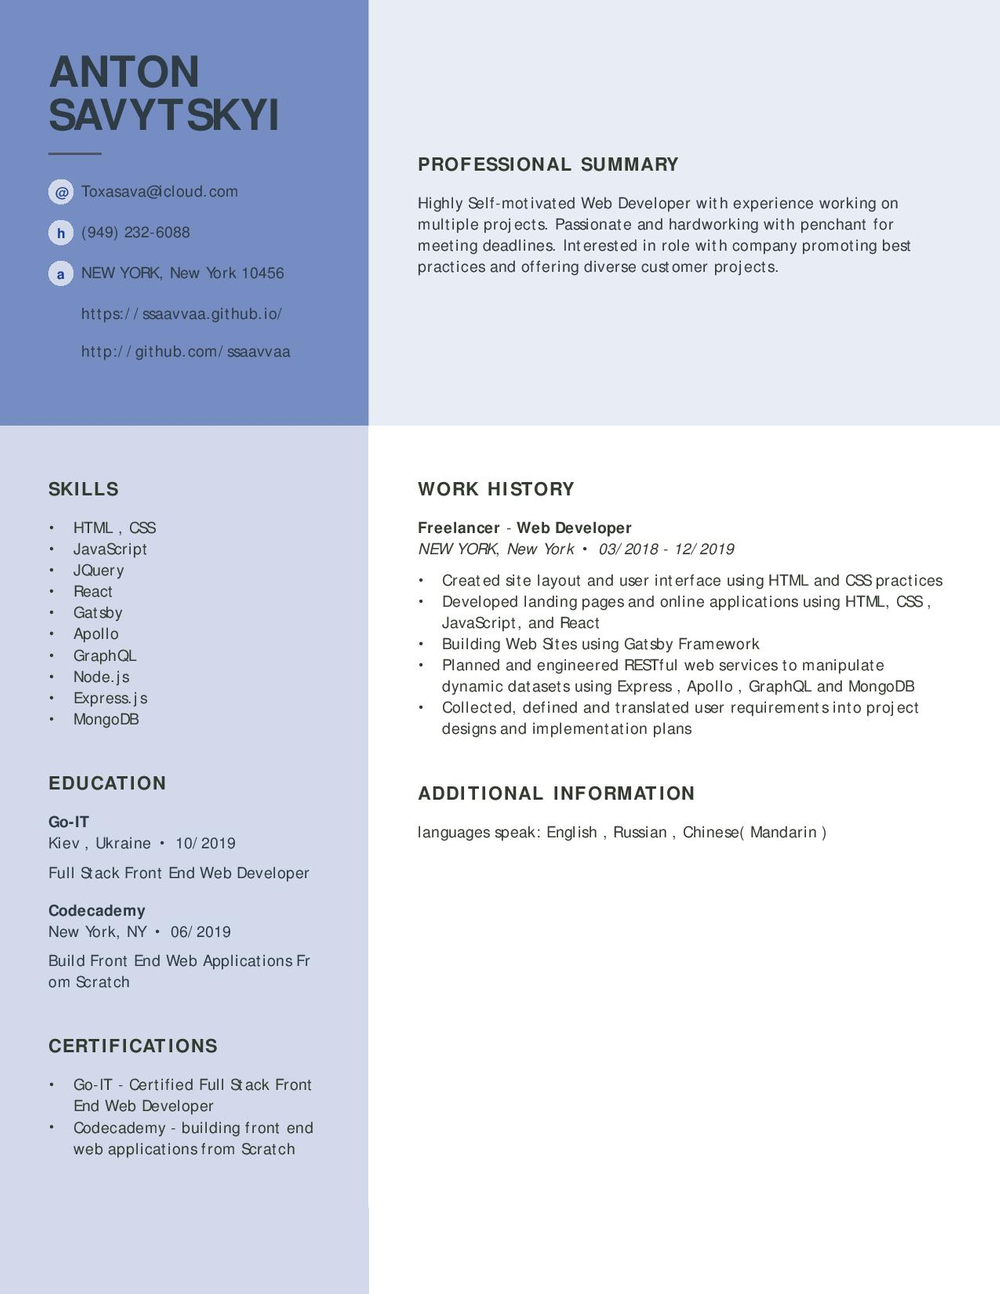 ANTON
SAVYTSKYI
@ Toxasava@icloud.com
h (949) 232-6088
a NEW YORK, New York 10456
https://ssaavvaa.github.io/
http://github.com/ssaavvaa
PROFESSIONAL SUMMARY
Highly Self-motivated Web Developer with experience working on
multiple projects. Passionate and hardworking with penchant for
meeting deadlines. Interested in role with company promoting best
practices and offering diverse customer projects.
SKILLS
• HTML , CSS
• JavaScript
• JQuery
• React
• Gatsby
• Apollo
• GraphQL
• Node.js
• Express.js
• MongoDB
EDUCATION
Go-IT
Kiev , Ukraine • 10/2019
Full Stack Front End Web Developer
Codecademy
New York, NY • 06/2019
Build Front End Web Applications Fr
om Scratch
CERTIFICATIONS
• Go-IT - Certified Full Stack Front
End Web Developer
• Codecademy - building front end
web applications from Scratch
WORK HISTORY
Freelancer - Web Developer
NEW YORK, New York • 03/2018 - 12/2019
• Created site layout and user interface using HTML and CSS practices
• Developed landing pages and online applications using HTML, CSS ,
JavaScript, and React
• Building Web Sites using Gatsby Framework
• Planned and engineered RESTful web services to manipulate
dynamic datasets using Express , Apollo , GraphQL and MongoDB
• Collected, defined and translated user requirements into project
designs and implementation plans
ADDITIONAL INFORMATION
languages speak: English , Russian , Chinese( Mandarin )